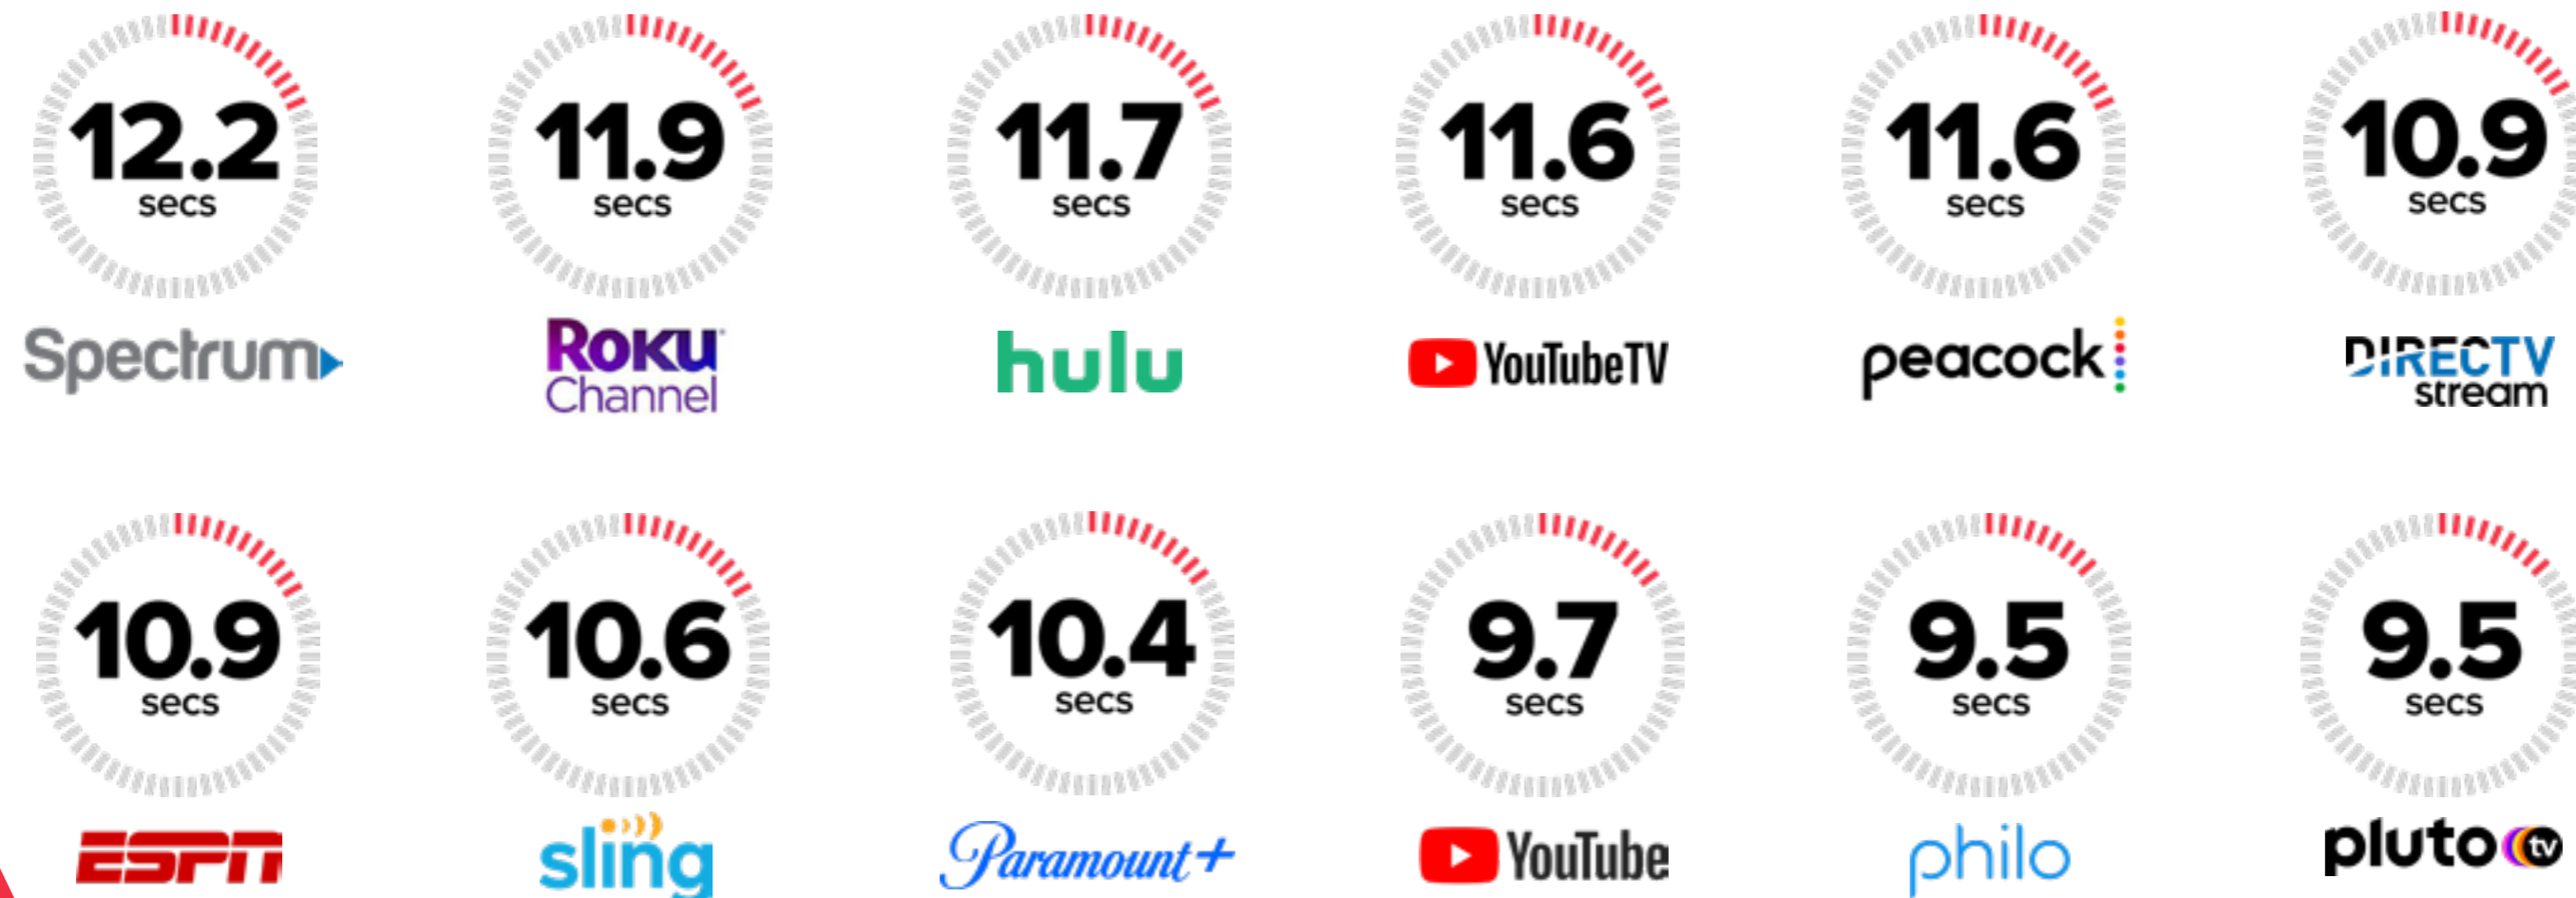 12.2 11.9 11.7 11.6 11.6 10.9
secs secs secs secs secs secs
Spectrum Roku Channel hulu YouTubeTV peacock DIRECTV stream
10.9 10.6 10.4 9.7 9.5 9.5
secs secs secs secs secs secs
ESPN sling Paramount+ YouTube philo pluto tv